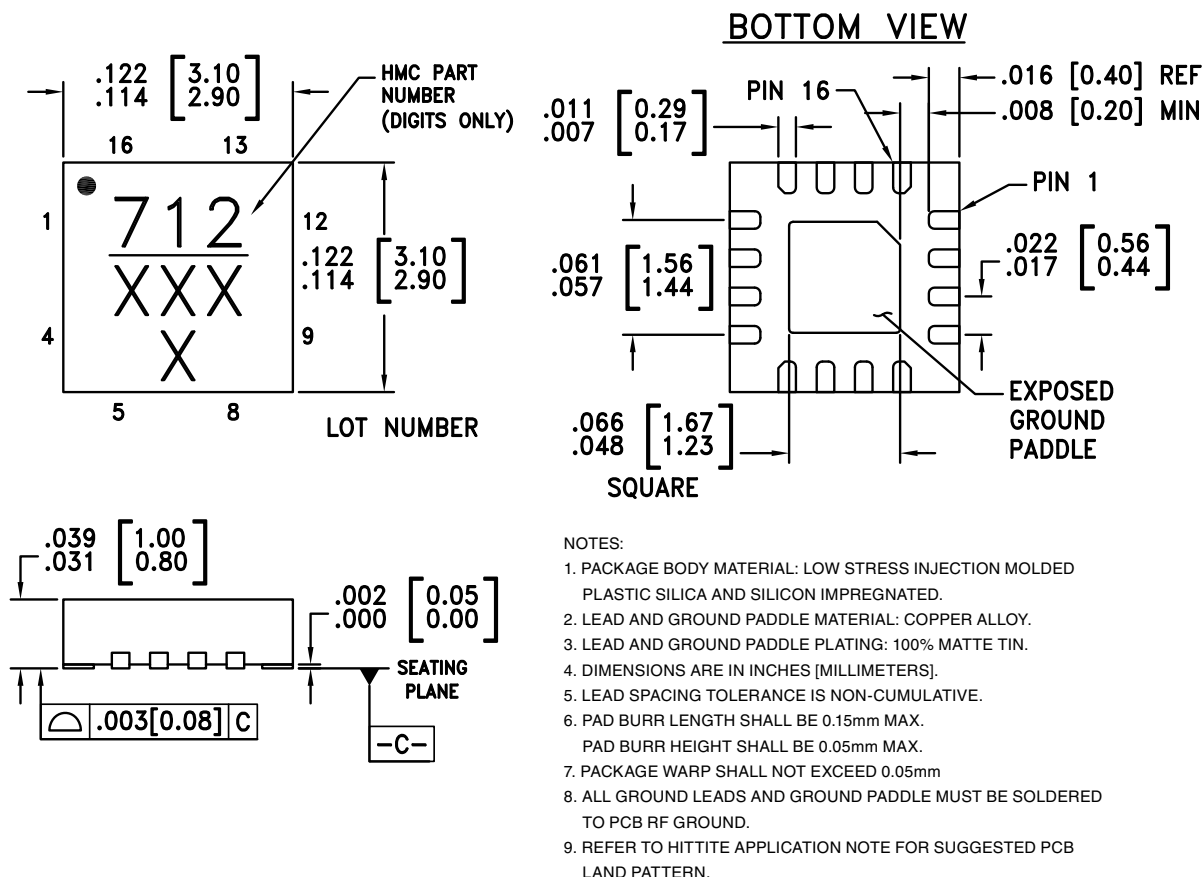 BOTTOM VIEW
.122 [3.10]
.114 [2.90]
HMC PART
NUMBER
(DIGITS ONLY)
16 13
712
XXX
X
1
4
12
9
5 8
.122 [3.10]
.114 [2.90]
LOT NUMBER
.011 [0.29]
.007 [0.17]
PIN 16
.016 [0.40] REF
.008 [0.20] MIN
PIN 1
.061 [1.56]
.057 [1.44]
.022 [0.56]
.017 [0.44]
.066 [1.67]
.048 [1.23]
SQUARE
EXPOSED
GROUND
PADDLE
.039 [1.00]
.031 [0.80]
.002 [0.05]
.000 [0.00]
SEATING
PLANE
.003[0.08] C
-C-
NOTES:
1. PACKAGE BODY MATERIAL: LOW STRESS INJECTION MOLDED
PLASTIC SILICA AND SILICON IMPREGNATED.
2. LEAD AND GROUND PADDLE MATERIAL: COPPER ALLOY.
3. LEAD AND GROUND PADDLE PLATING: 100% MATTE TIN.
4. DIMENSIONS ARE IN INCHES [MILLIMETERS].
5. LEAD SPACING TOLERANCE IS NON-CUMULATIVE.
6. PAD BURR LENGTH SHALL BE 0.15mm MAX.
PAD BURR HEIGHT SHALL BE 0.05mm MAX.
7. PACKAGE WARP SHALL NOT EXCEED 0.05mm
8. ALL GROUND LEADS AND GROUND PADDLE MUST BE SOLDERED
TO PCB RF GROUND.
9. REFER TO HITTITE APPLICATION NOTE FOR SUGGESTED PCB
LAND PATTERN.